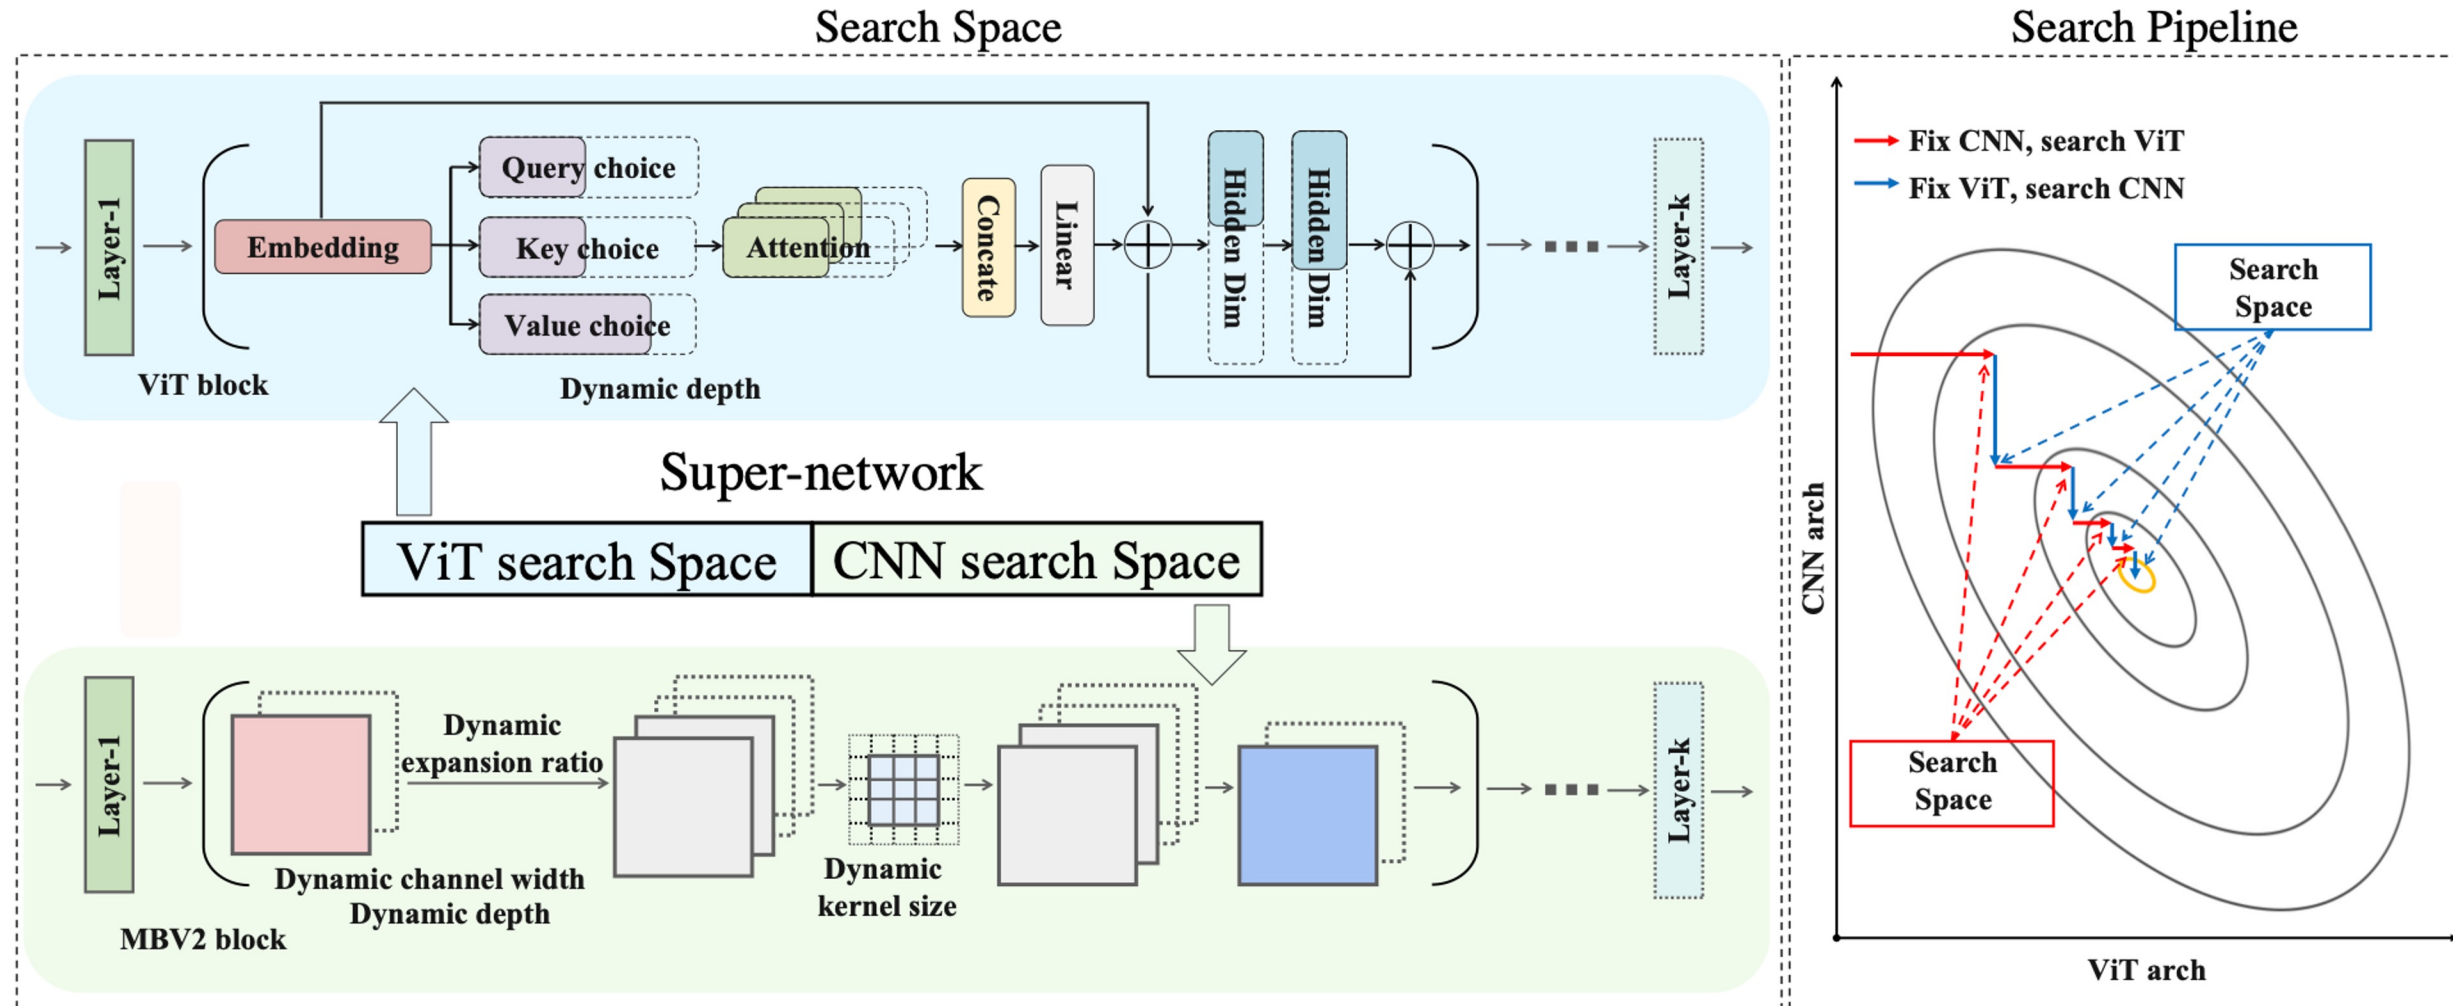 Search Space
Layer-1
Embedding
Query choice
Key choice
Value choice
Attention
Concate
Linear
Hidden Dim
Hidden Dim
Layer-k
ViT block
Dynamic depth
Super-network
ViT search Space
CNN search Space
Layer-1
Dynamic
expansion ratio
Dynamic channel width
Dynamic depth
Dynamic
kernel size
Layer-k
MBV2 block
Search Pipeline
Fix CNN, search ViT
Fix ViT, search CNN
Search
Space
CNN arch
Search
Space
ViT arch